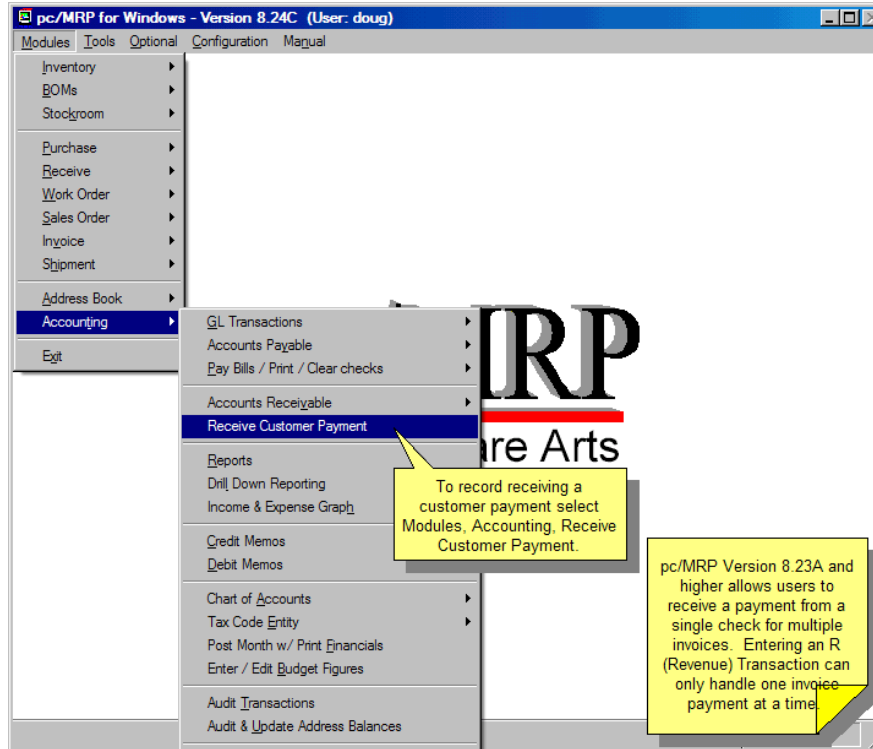 pc/MRP for Windows - Version 8.24C (User: doug)
Modules Tools Optional Configuration Manual
Inventory
BOMs
Stockroom
Purchase
Receive
Work Order
Sales Order
Invoice
Shipment
Address Book
Accounting
Exit
GL Transactions
Accounts Payable
Pay Bills / Print / Clear checks
Accounts Receivable
Receive Customer Payment
Reports
Drill Down Reporting
Income & Expense Graph
Credit Memos
Debit Memos
Chart of Accounts
Tax Code Entity
Post Month w/ Print Financials
Enter / Edit Budget Figures
Audit Transactions
Audit & Update Address Balances
MRP
Arts
To record receiving a
customer payment select
Modules, Accounting, Receive
Customer Payment.
pc/MRP Version 8.23A and
higher allows users to
receive a payment from a
single check for multiple
invoices. Entering an R
(Revenue) Transaction can
only handle one invoice
payment at a time.